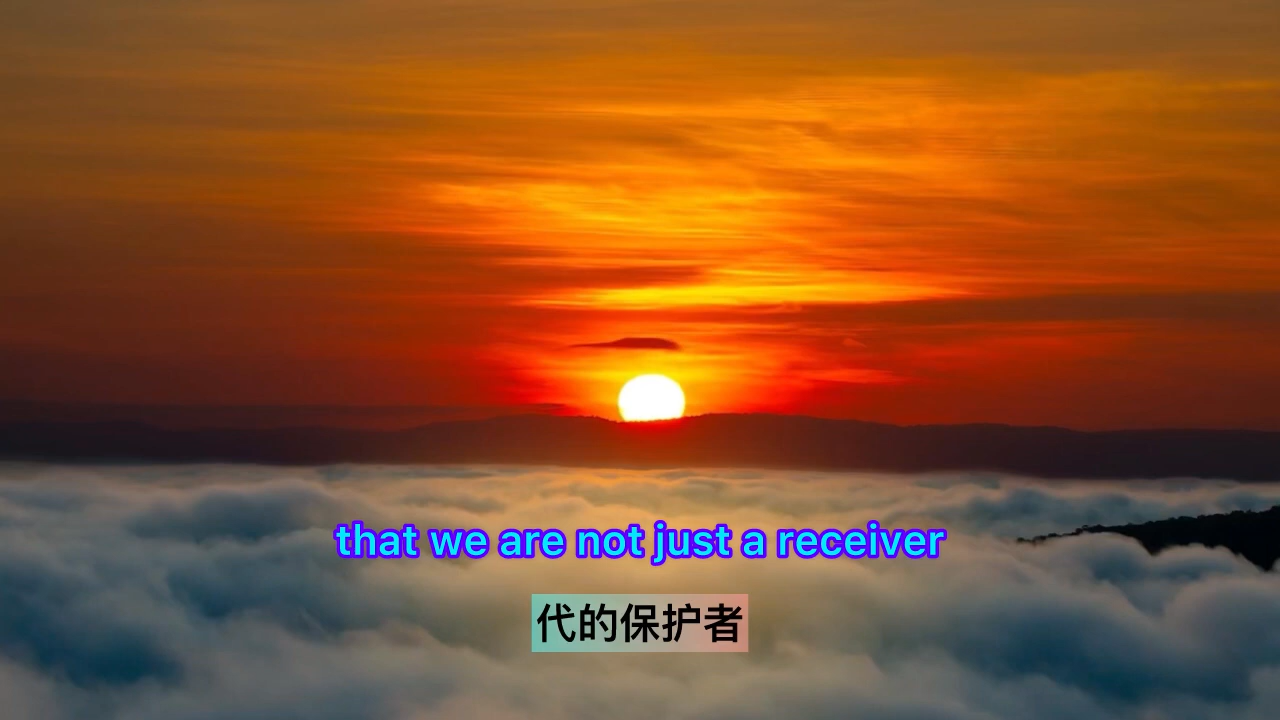 that we are not just a receiver
代的保护者